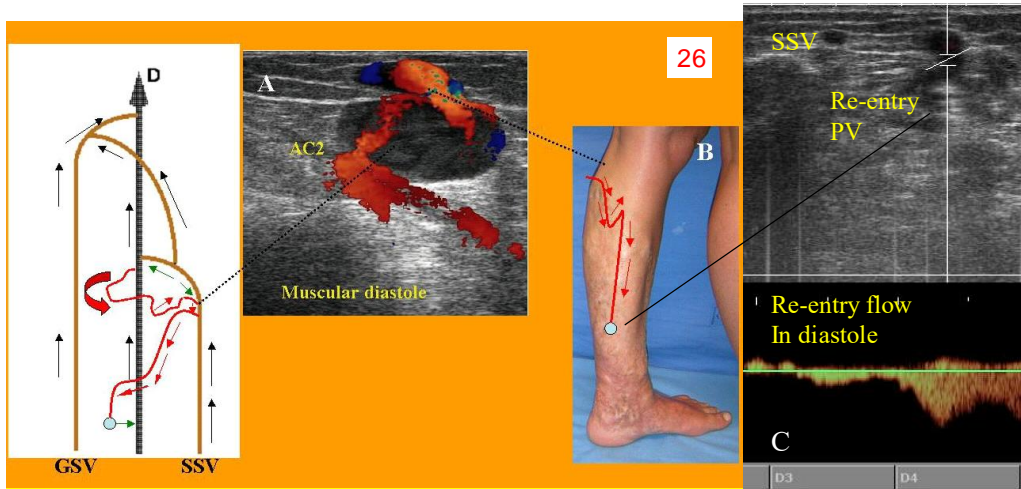 D
GSV
SSV
A
AC2
Muscular diastole
26
B
SSV
Re-entry
PV
Re-entry flow
In diastole
C
D3
D4